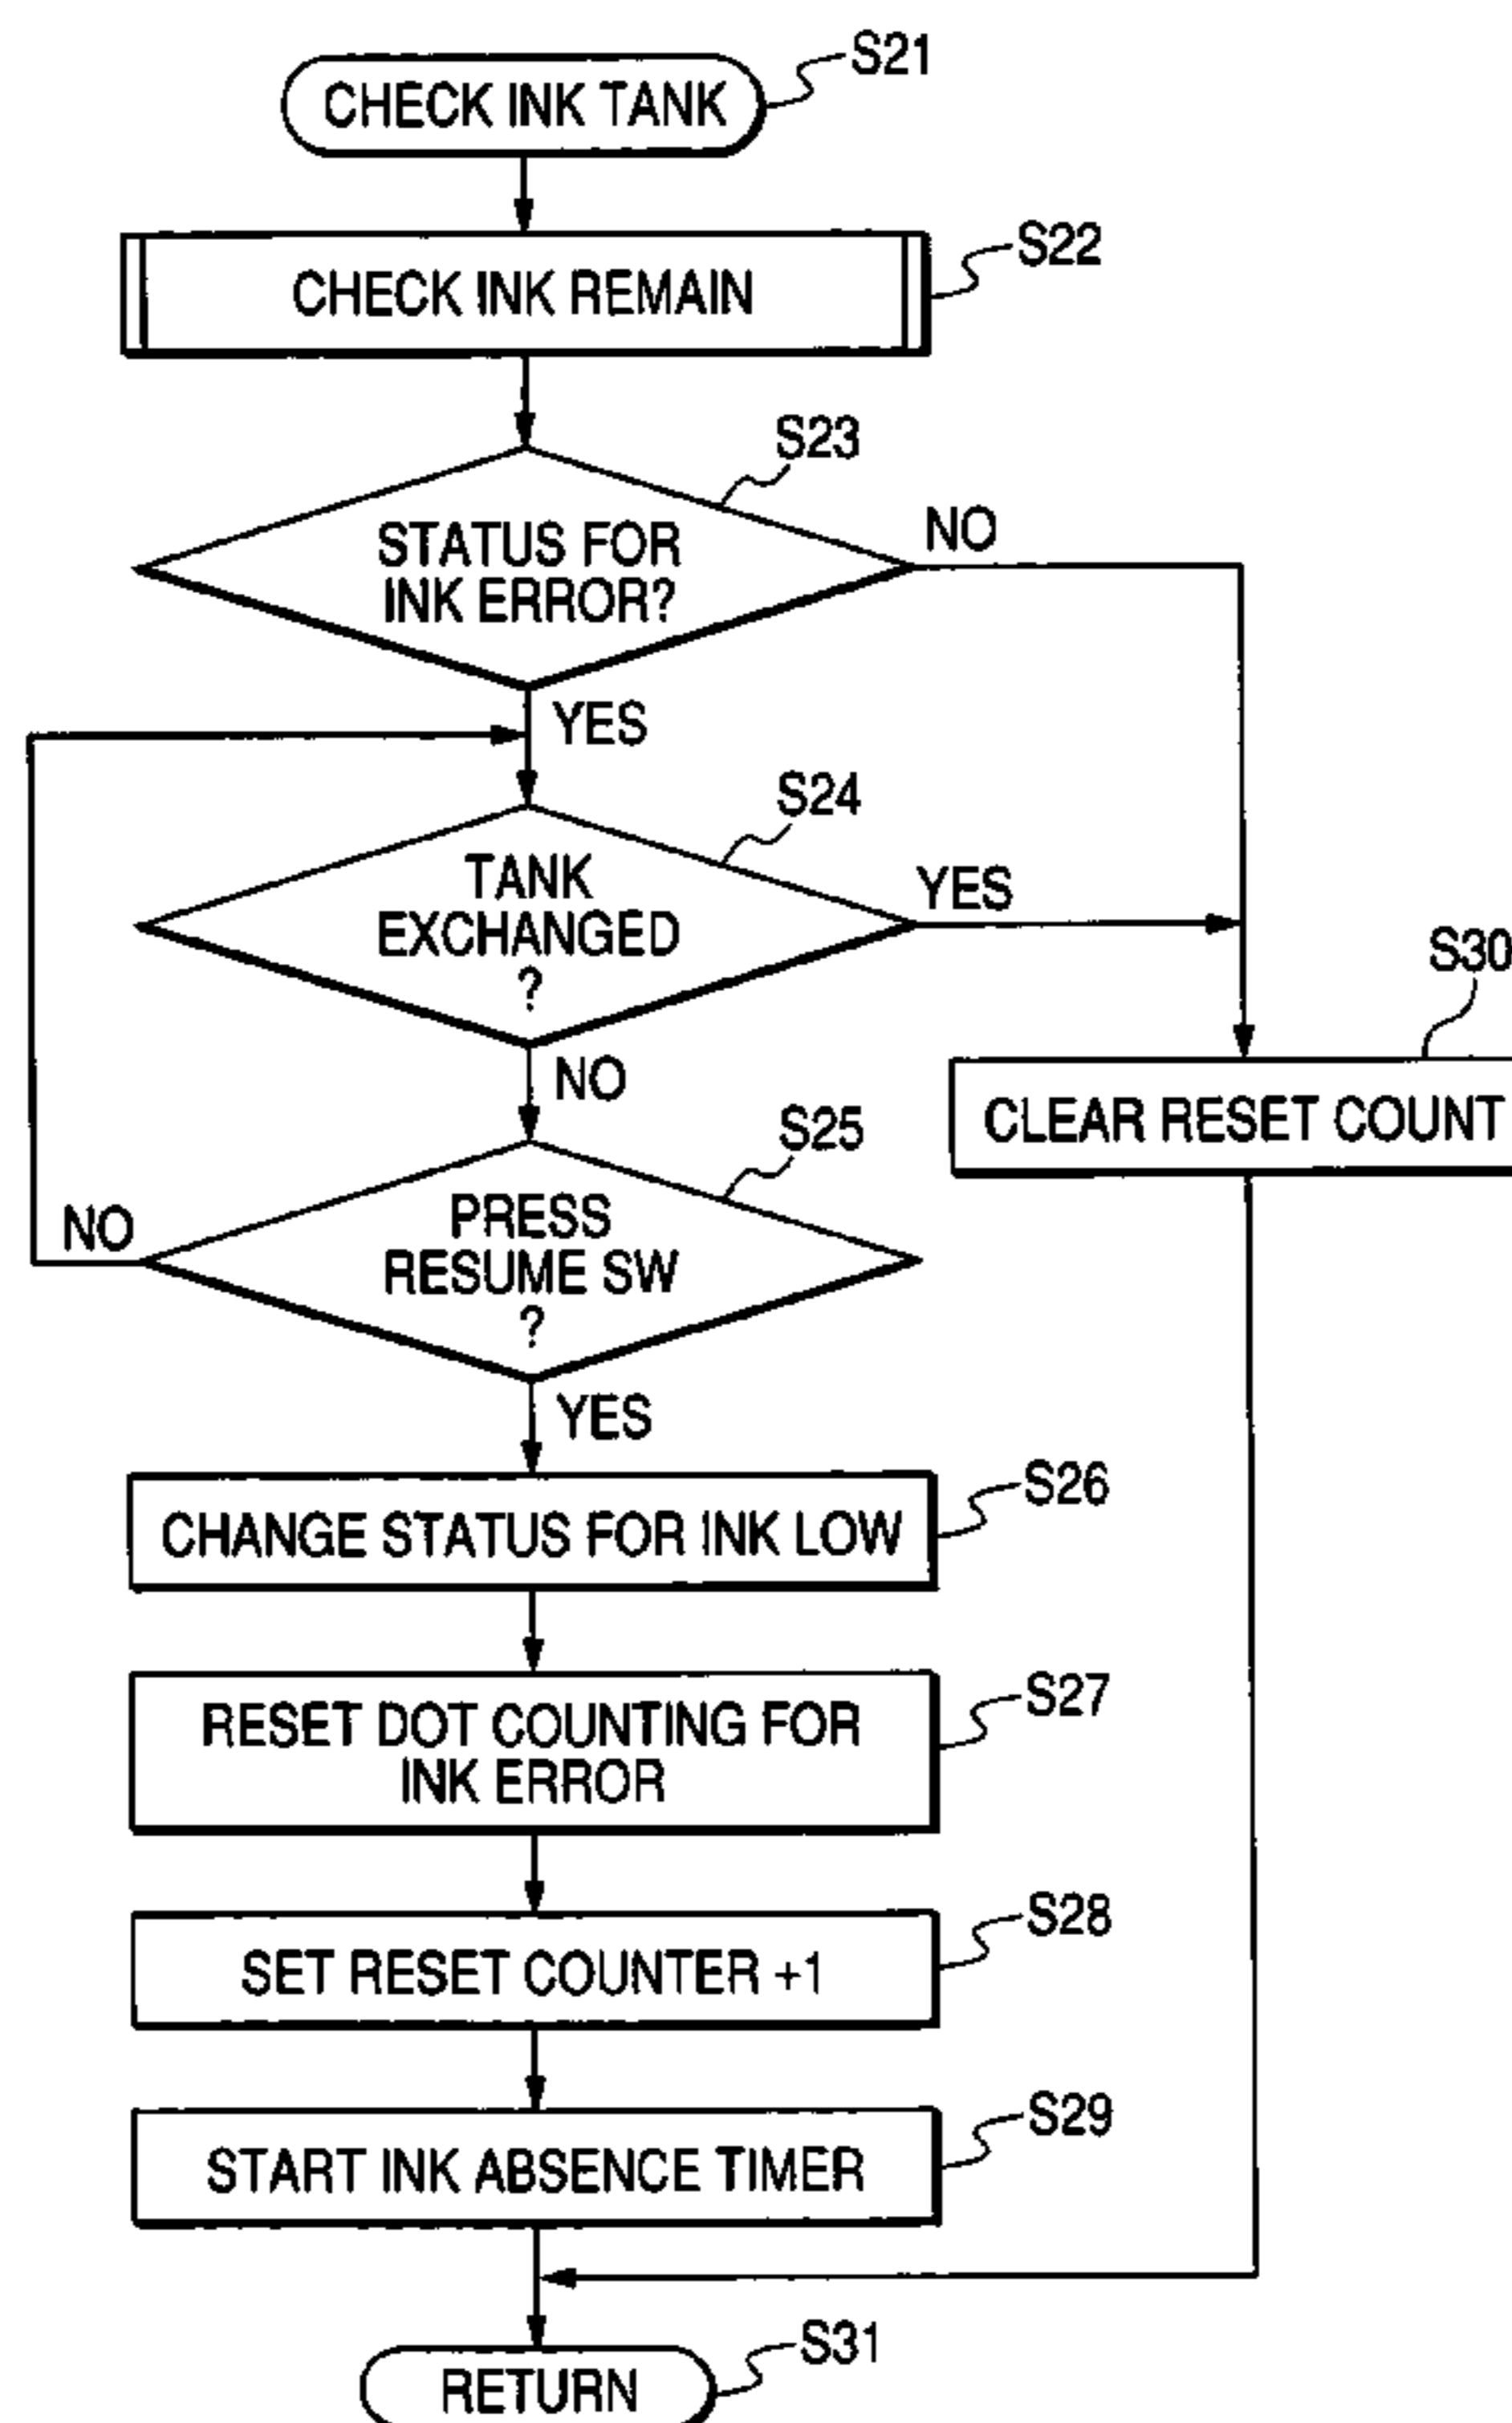 S21
CHECK INK TANK
S22
CHECK INK REMAIN
S23
STATUS FOR
INK ERROR?
NO
YES
S24
TANK
EXCHANGED
?
YES
NO
S30
CLEAR RESET COUNT
S25
PRESS
RESUME SW
?
NO
YES
S26
CHANGE STATUS FOR INK LOW
S27
RESET DOT COUNTING FOR
INK ERROR
S28
SET RESET COUNTER +1
S29
START INK ABSENCE TIMER
S31
RETURN